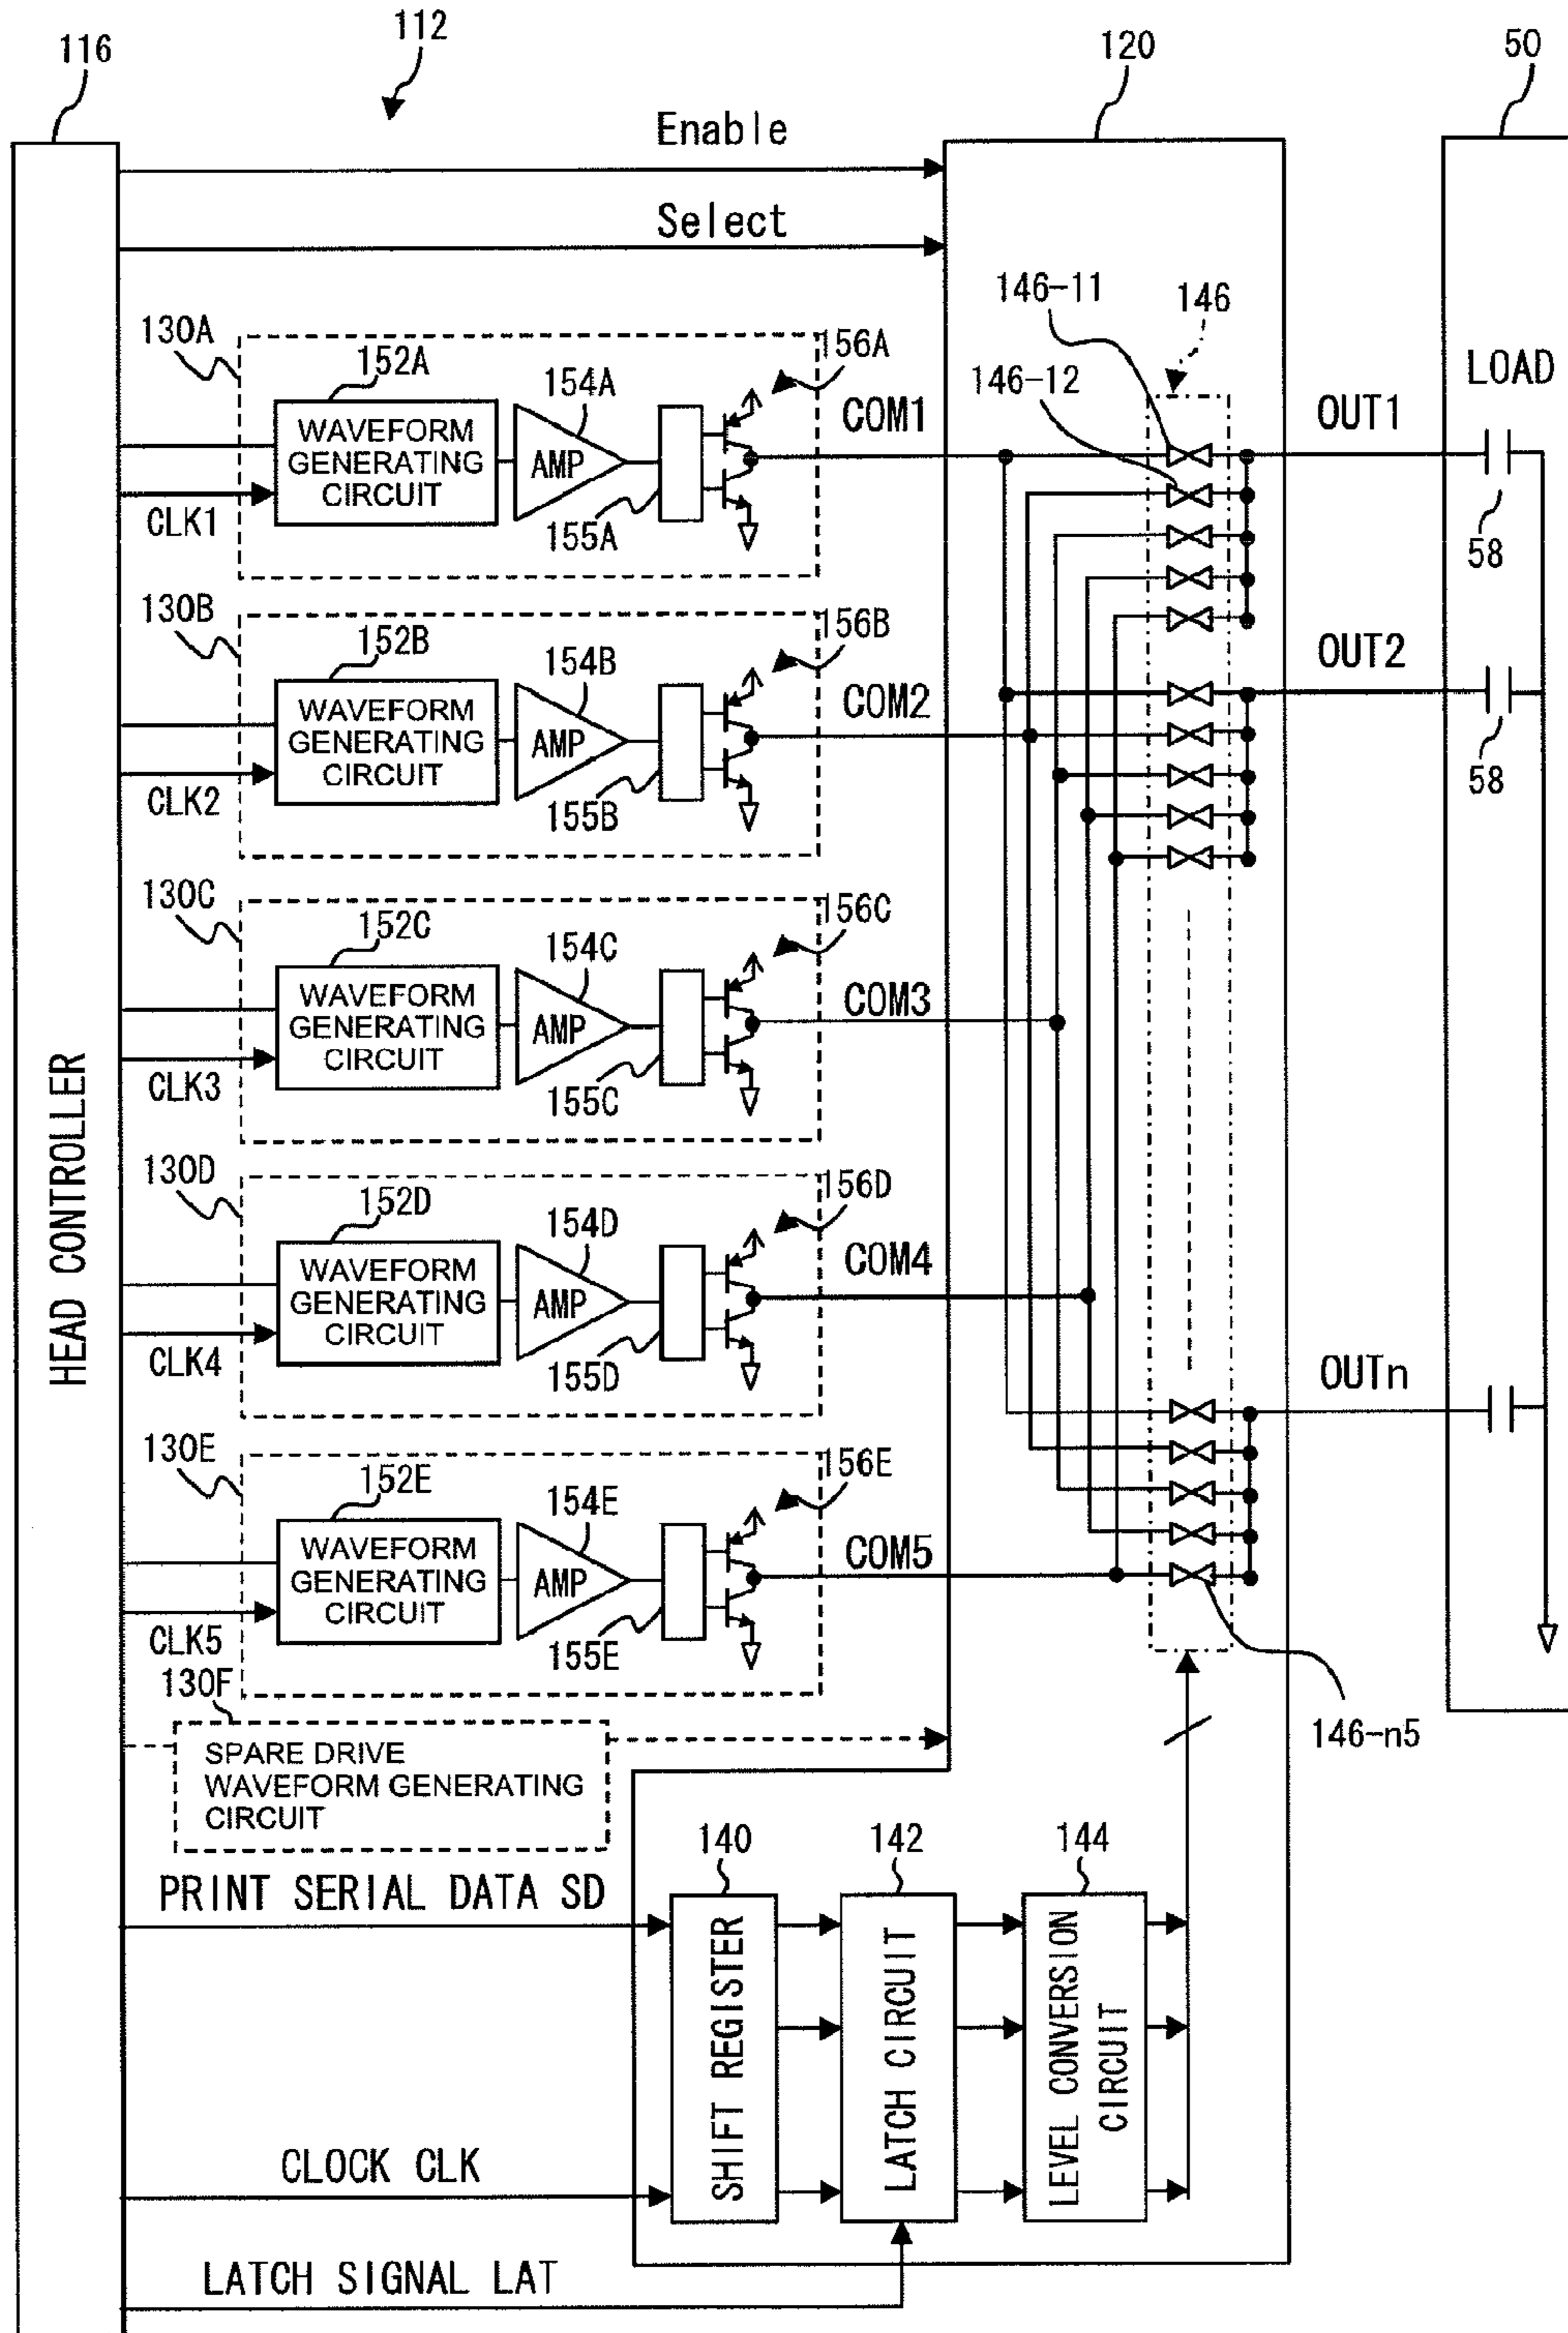 116
112
120
50
Enable
Select
146-11
146
130A
152A
154A
156A
146-12
LOAD
COM1
OUT1
WAVEFORM
GENERATING
CIRCUIT
AMP
CLK1
155A
58
130B
152B
154B
156B
OUT2
COM2
WAVEFORM
GENERATING
CIRCUIT
AMP
CLK2
155B
58
130C
152C
154C
156C
COM3
WAVEFORM
GENERATING
CIRCUIT
AMP
CLK3
155C
HEAD CONTROLLER
130D
152D
154D
156D
COM4
WAVEFORM
GENERATING
CIRCUIT
AMP
CLK4
155D
OUTn
130E
152E
154E
156E
COM5
WAVEFORM
GENERATING
CIRCUIT
AMP
CLK5
155E
130F
146-n5
SPARE DRIVE
WAVEFORM GENERATING
CIRCUIT
140
142
144
PRINT SERIAL DATA SD
SHIFT REGISTER
LATCH CIRCUIT
LEVEL CONVERSION
CIRCUIT
CLOCK CLK
LATCH SIGNAL LAT